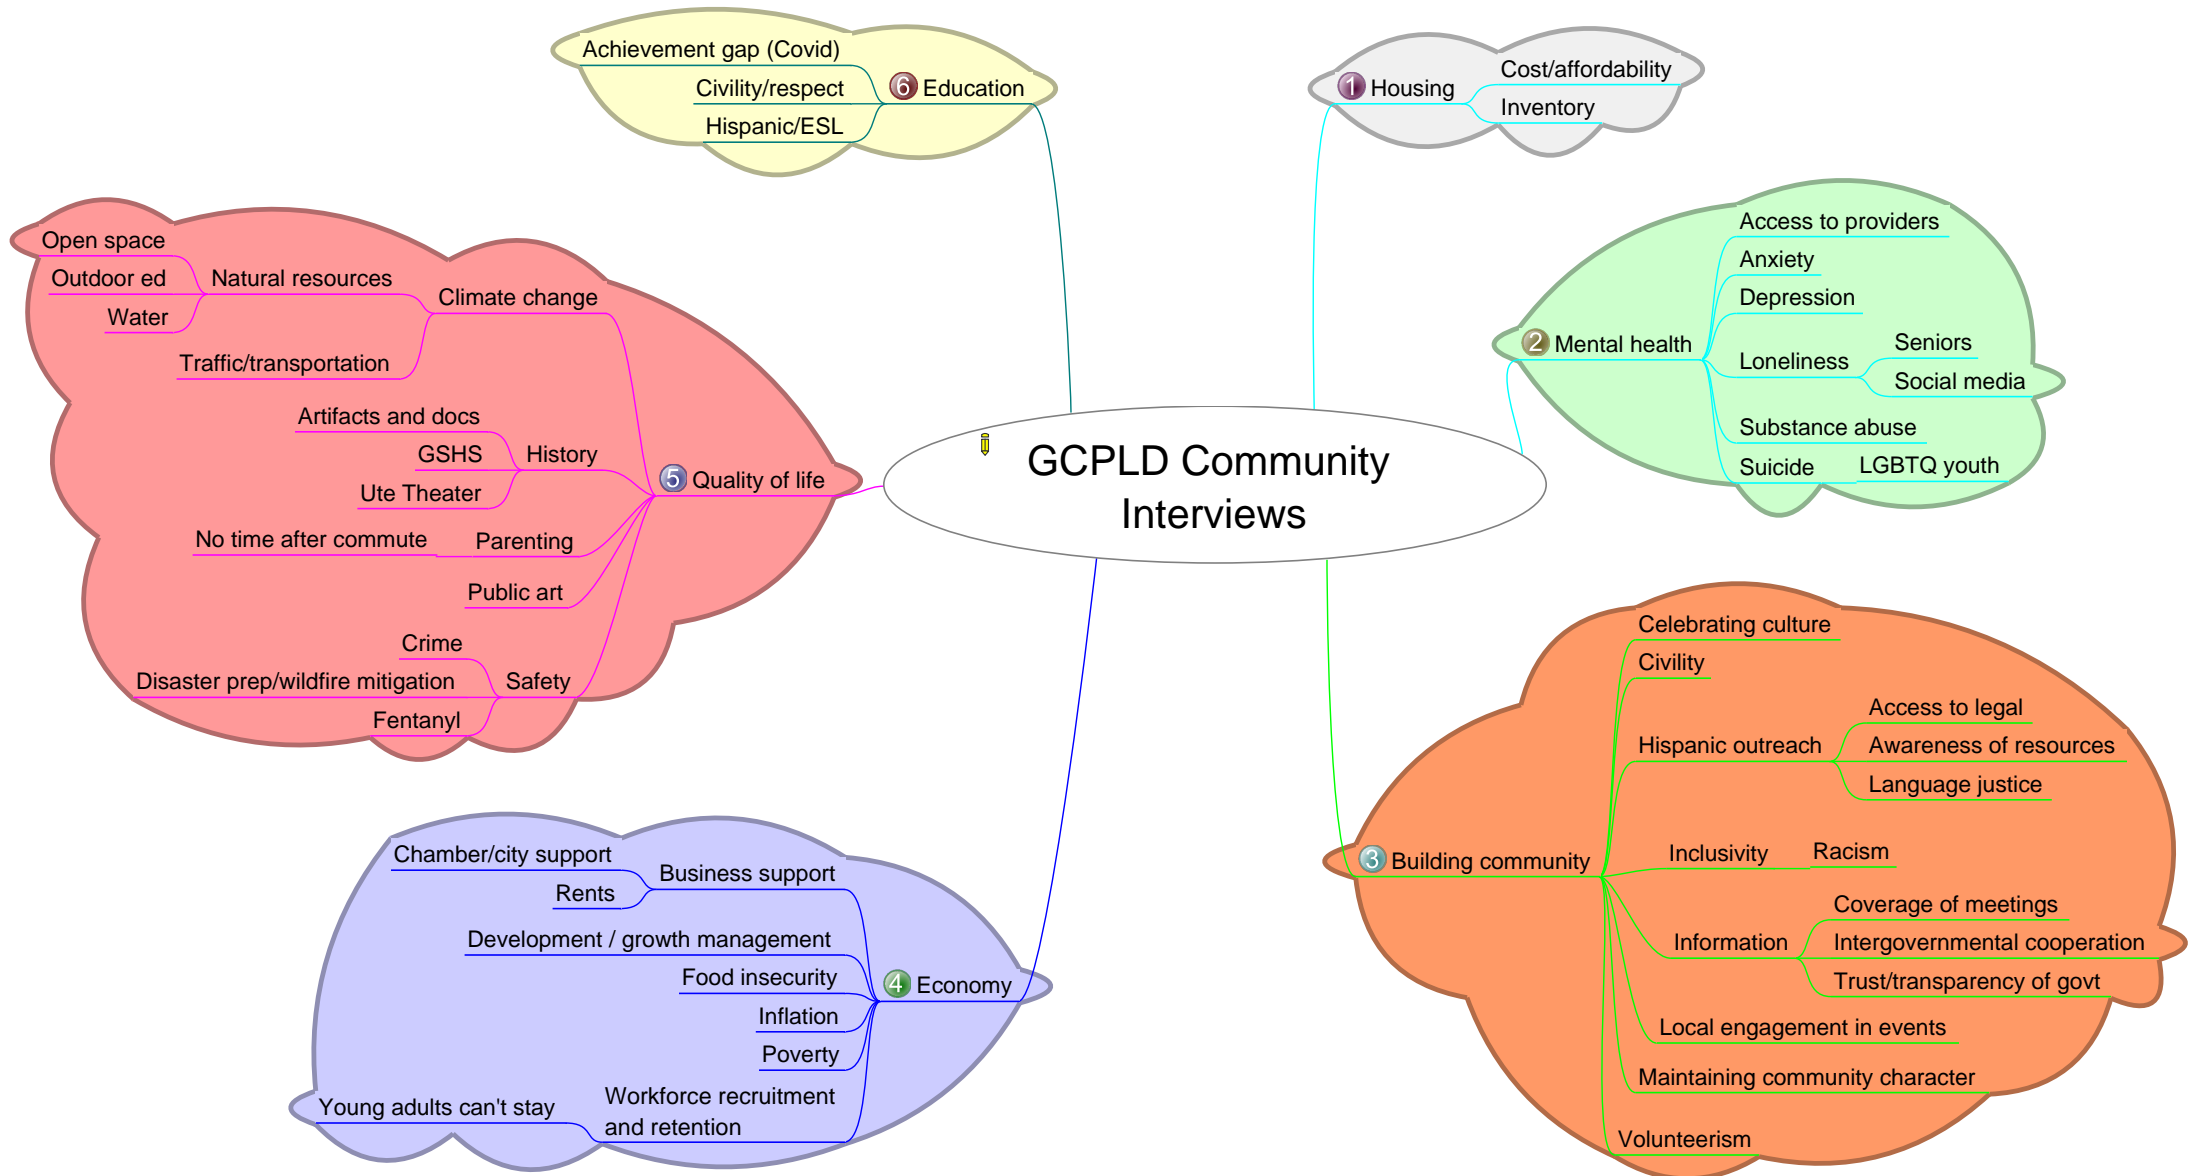 GCPLD Community
Interviews
1 Housing
Cost/affordability
Inventory
2 Mental health
Access to providers
Anxiety
Depression
Loneliness
Seniors
Social media
Substance abuse
Suicide
LGBTQ youth
3 Building community
Celebrating culture
Civility
Hispanic outreach
Access to legal
Awareness of resources
Language justice
Inclusivity
Racism
Information
Coverage of meetings
Intergovernmental cooperation
Trust/transparency of govt
Local engagement in events
Maintaining community character
Volunteerism
4 Economy
Business support
Chamber/city support
Rents
Development / growth management
Food insecurity
Inflation
Poverty
Workforce recruitment
and retention
Young adults can't stay
5 Quality of life
Climate change
Natural resources
Open space
Outdoor ed
Water
Traffic/transportation
History
Artifacts and docs
GSHS
Ute Theater
Parenting
No time after commute
Public art
Safety
Crime
Disaster prep/wildfire mitigation
Fentanyl
6 Education
Achievement gap (Covid)
Civility/respect
Hispanic/ESL